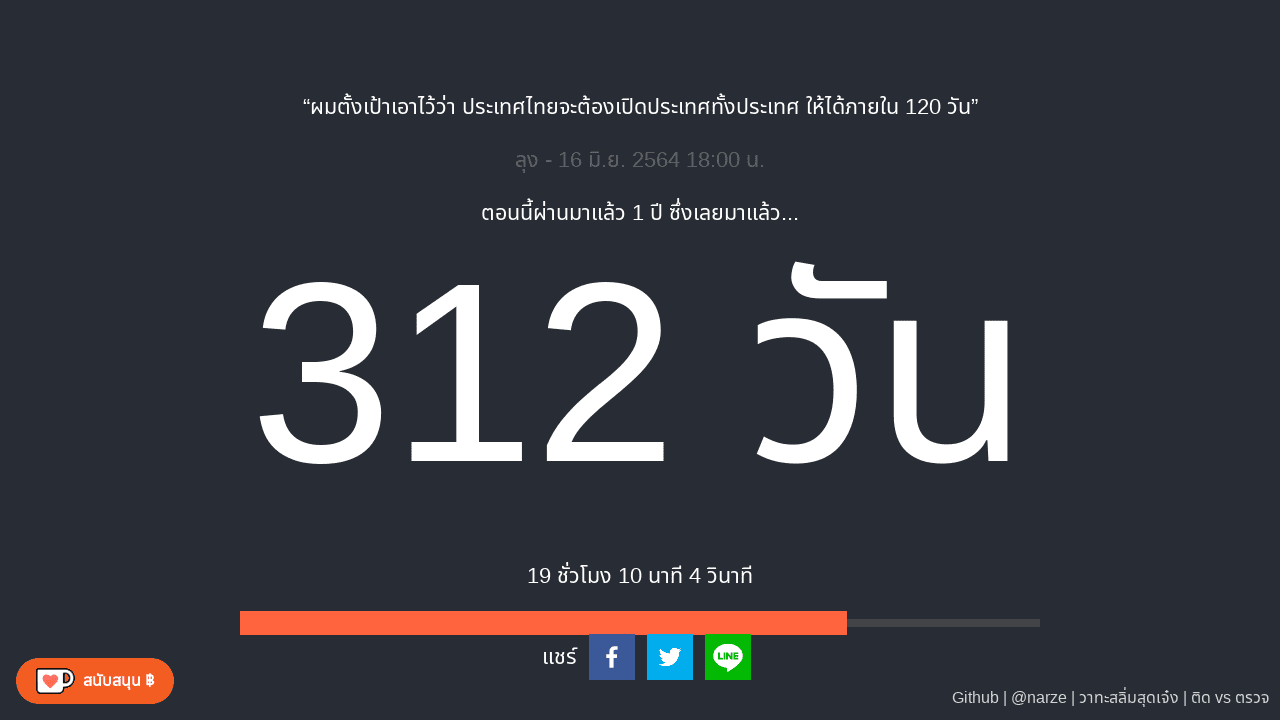 “ผมตั้งเป้าเอาไว้ว่า ประเทศไทยจะต้องเปิดประเทศทั้งประเทศ ให้ได้ภายใน 120 วัน”
ลุง - 16 มิ.ย. 2564 18:00 น.
ตอนนี้ผ่านมาแล้ว 1 ปี ซึ่งเลยมาแล้ว...
312 วัน
19 ชั่วโมง 10 นาที 4 วินาที
แชร์
LINE
สนับสนุน ฿
Github | @narze | วาทะสลิ่มสุดเจ๋ง | ติด vs ตรวจ